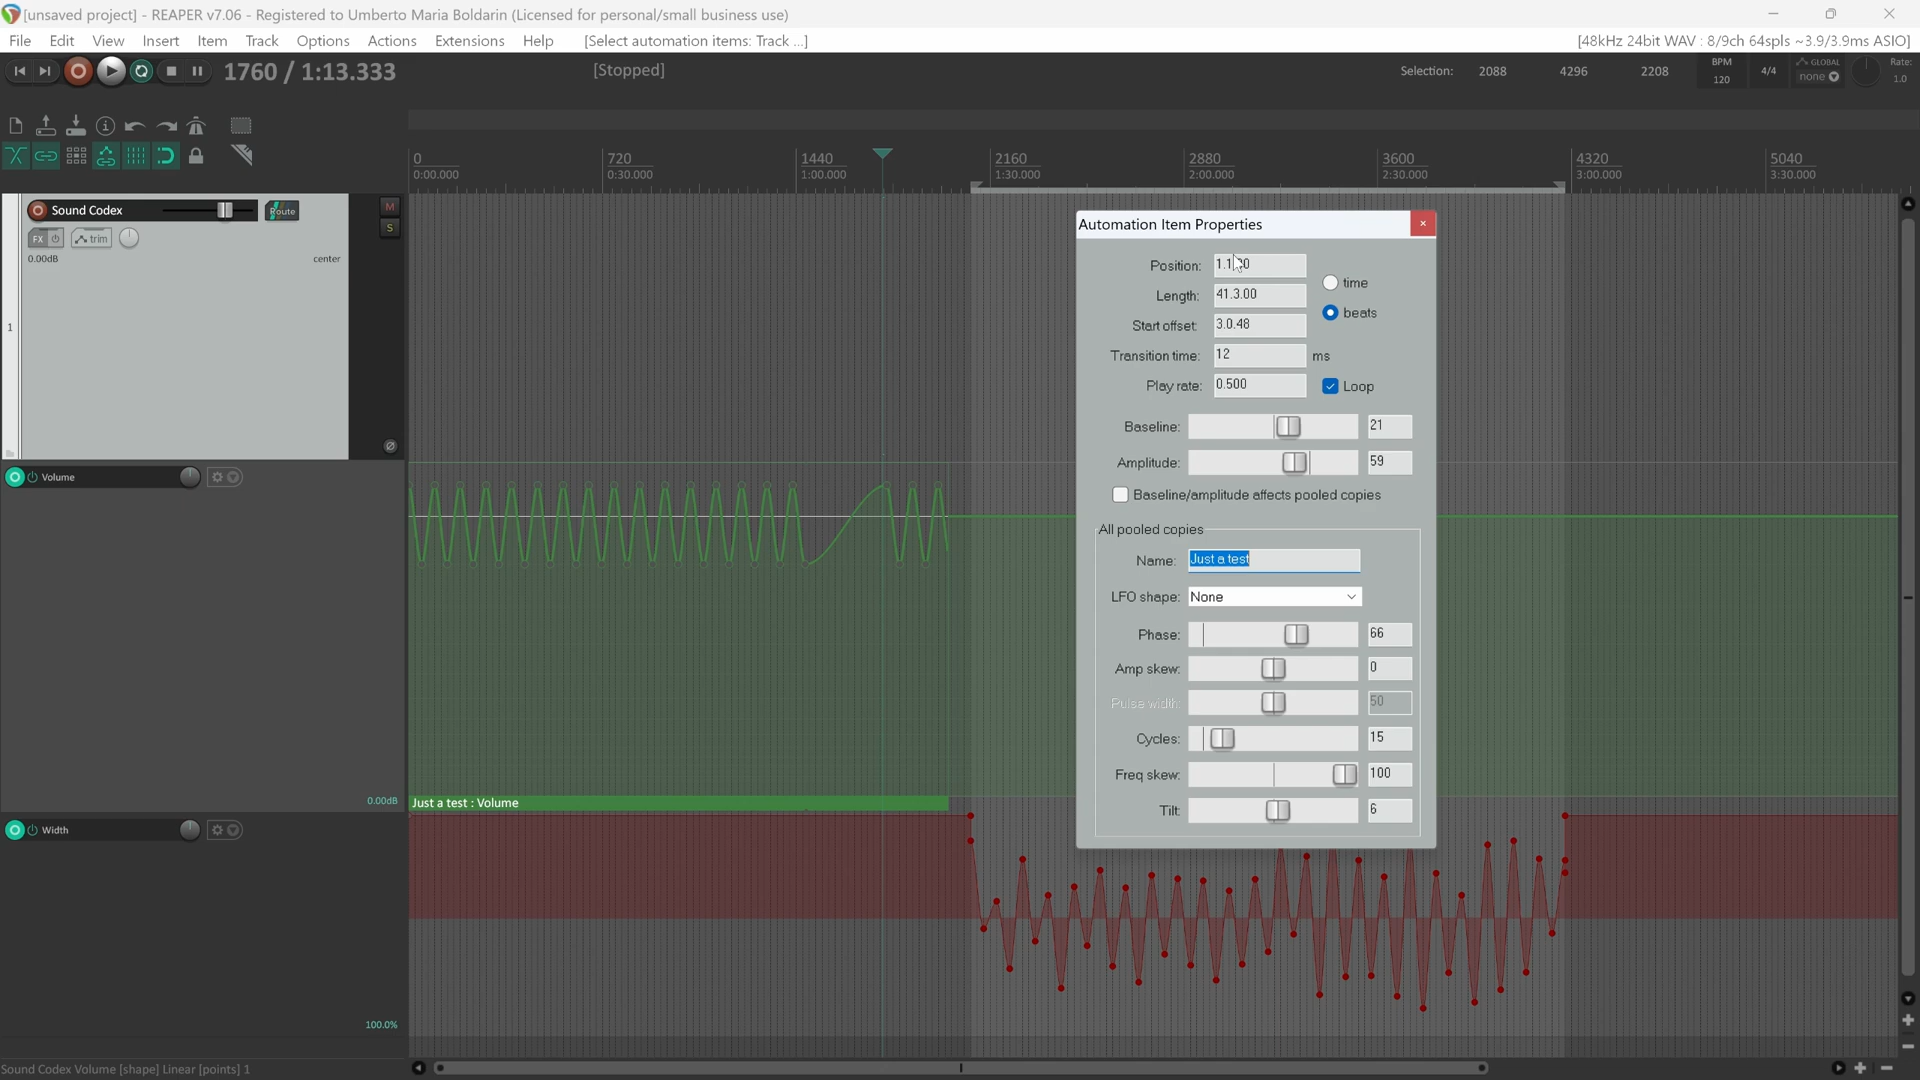 [unsaved project] - REAPER v7.06 - Registered to Umberto Maria Boldarin (Licensed for personal/small business use)
File Edit View Insert Item Track Options Actions Extensions Help [Select automation items: Track ...] [48kHz 24bit WAV : 8/9ch 64spls ~3.9/3.9ms ASIO]
1760 / 1:13.333 [Stopped] Selection: 2088 4296 2208 BPM 120 4/4 GLOBAL none Rate: 1.0
0 720 1440 2160 2880 3600 4320 5040
0:00.000 0:30.000 1:00.000 1:30.000 2:00.000 2:30.000 3:00.000 3:30.000
Sound Codex Route M
S
FX trim
0.00dB center
1
Volume
0.00dB
Just a test : Volume
Width
100.0%
Automation Item Properties
Position:
Length: 41.3.00
time
Start offset: 3.0.48
beats
Transition time: 12 ms
Play rate: 0.500 Loop
Baseline: 21
Amplitude: 59
Baseline/amplitude affects pooled copies
All pooled copies
Name: Just a test
LFO shape: None
Phase: 66
Amp skew: 0
Pulse width: 50
Cycles: 15
Freq skew: 100
Tilt: 6
Sound Codex Volume [shape] Linear [points] 1